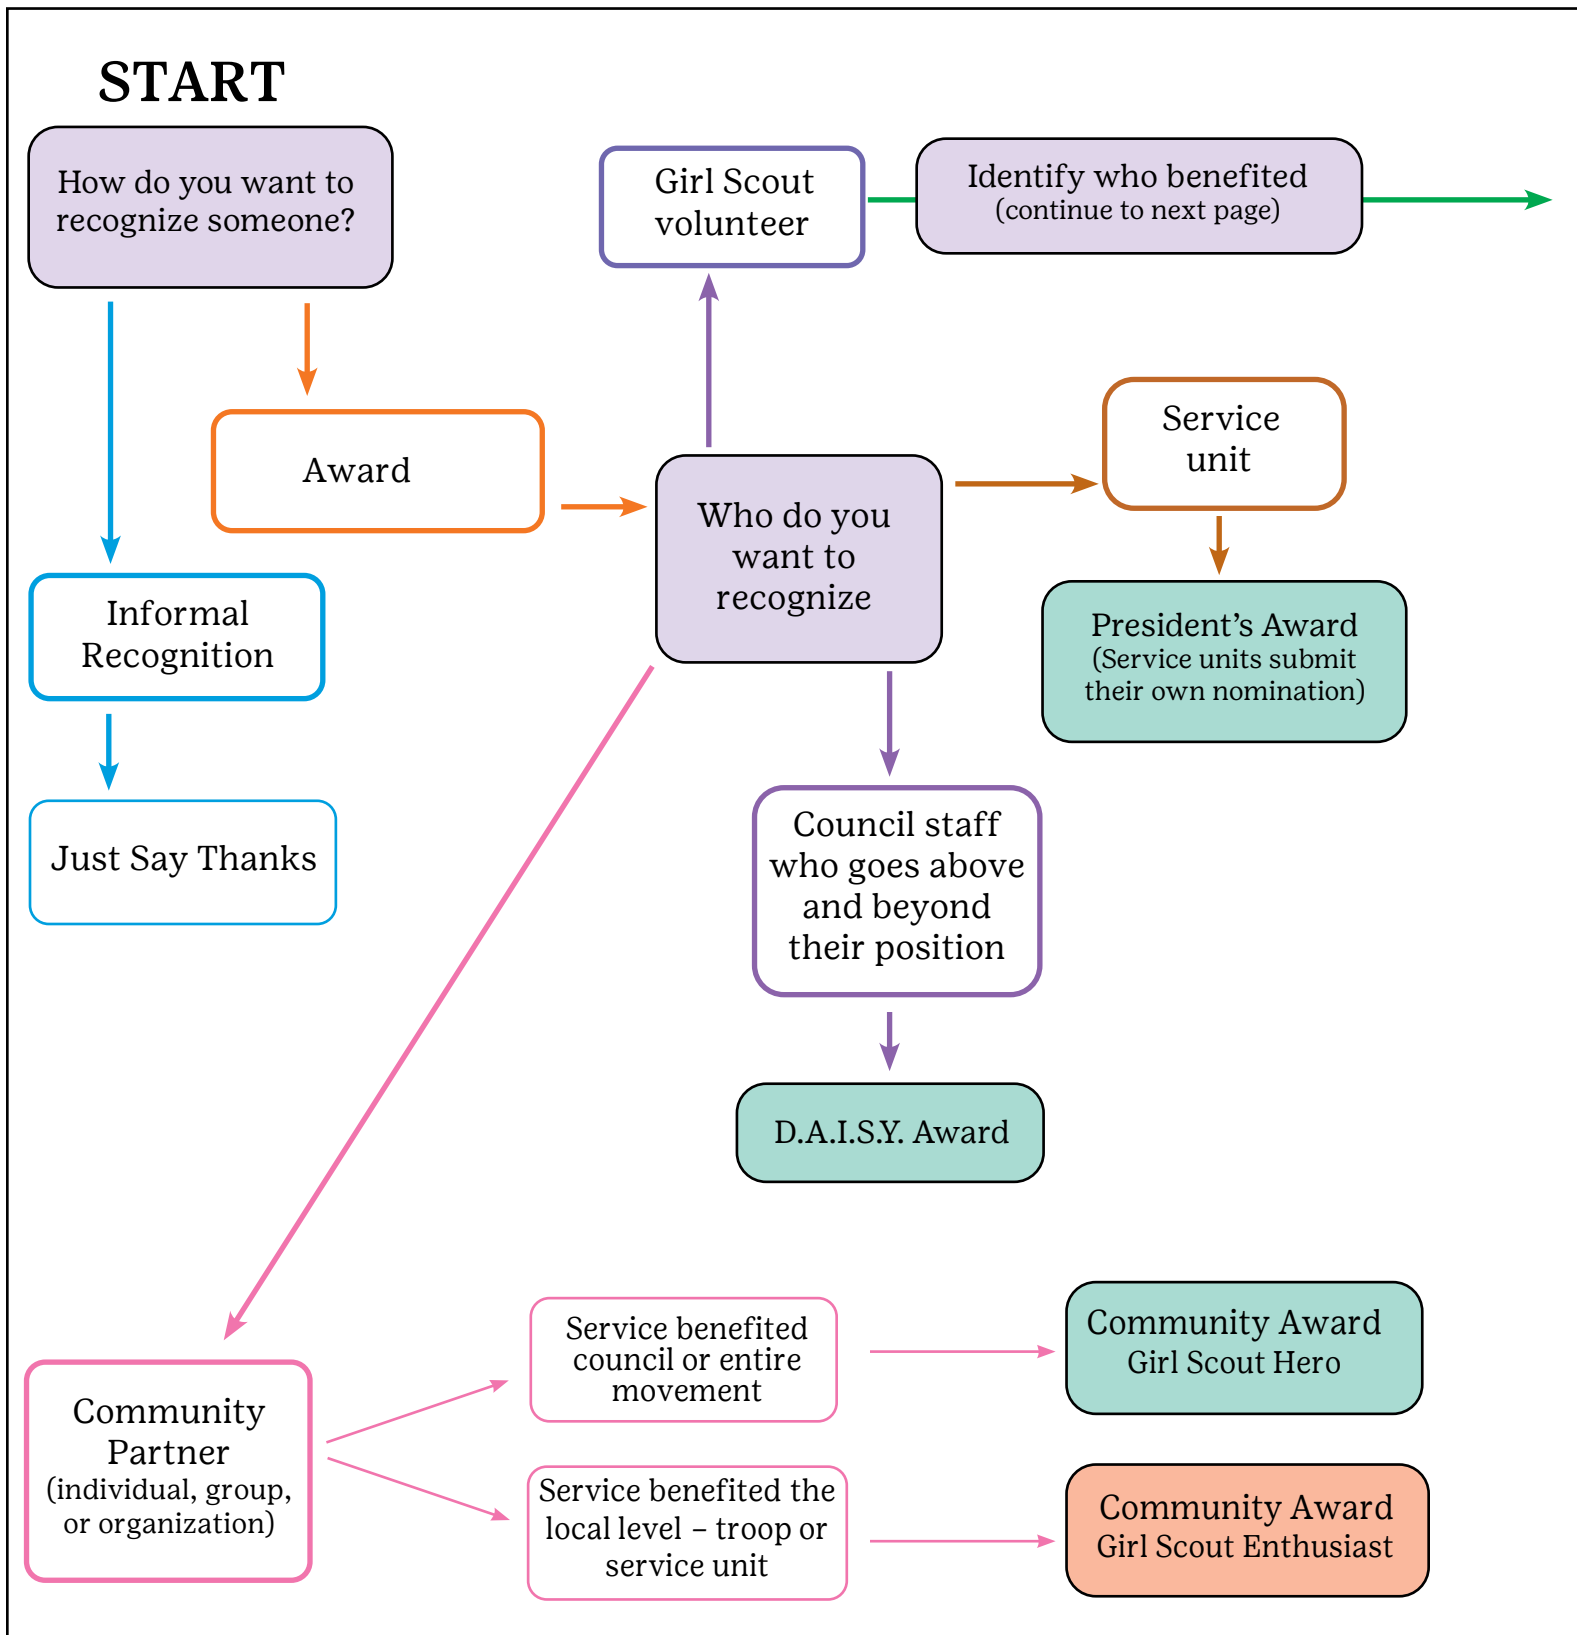 START
How do you want to
recognize someone?
Girl Scout
volunteer
Identify who benefited
(continue to next page)
Award
Who do you
want to
recognize
Service
unit
President’s Award
(Service units submit
their own nomination)
Informal
Recognition
Just Say Thanks
Council staff
who goes above
and beyond
their position
D.A.I.S.Y. Award
Community
Partner
(individual, group,
or organization)
Service benefited
council or entire
movement
Community Award
Girl Scout Hero
Service benefited the
local level – troop or
service unit
Community Award
Girl Scout Enthusiast